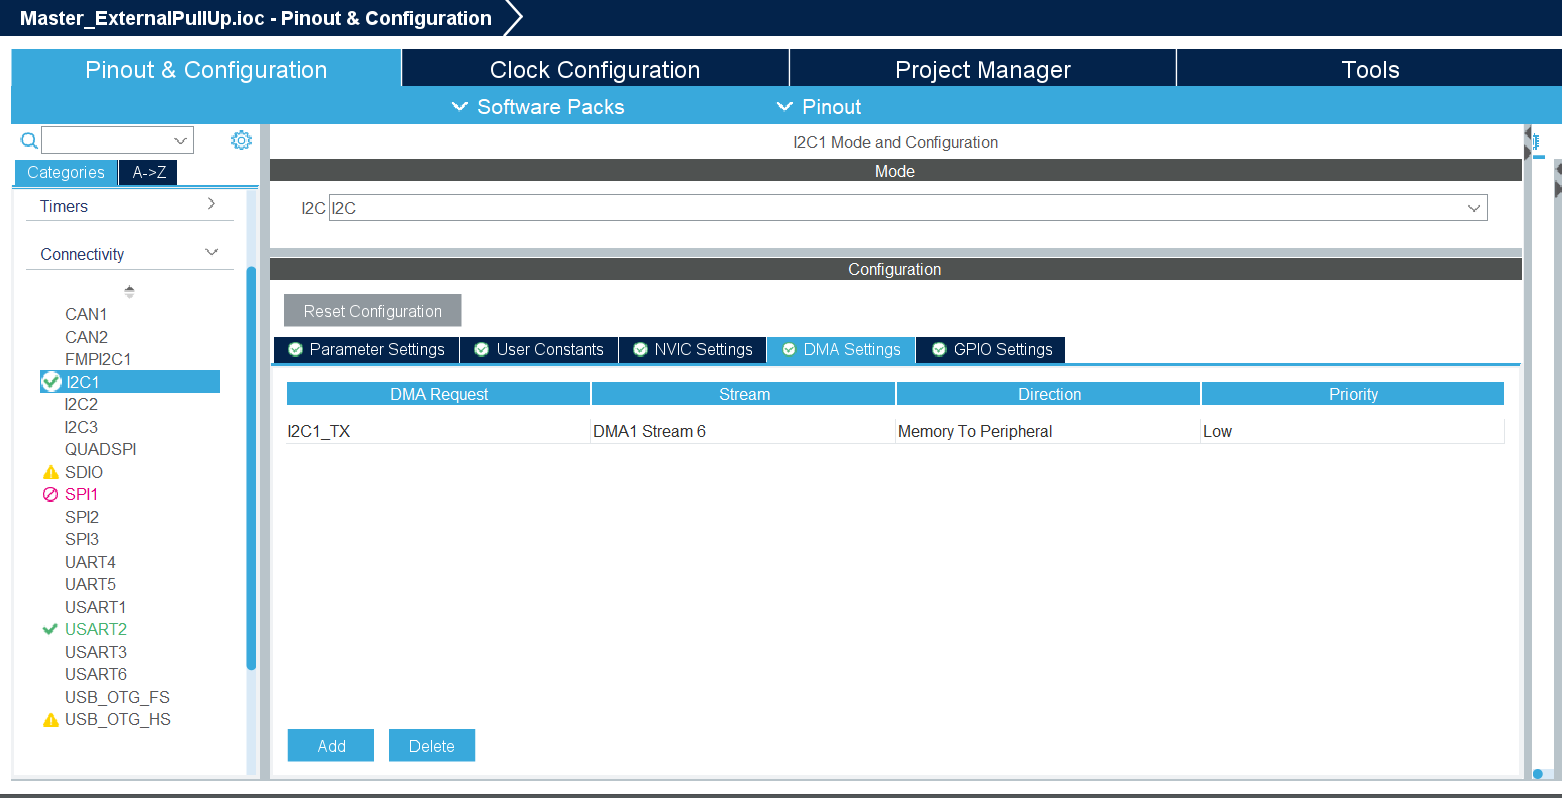 Master_ExternalPullUp.ioc - Pinout & Configuration
Pinout & Configuration
Clock Configuration
Project Manager
Tools
Software Packs
Pinout
Categories
A->Z
Timers
Connectivity
CAN1
CAN2
FMPI2C1
I2C1
I2C2
I2C3
QUADSPI
SDIO
SPI1
SPI2
SPI3
UART4
UART5
USART1
USART2
USART3
USART6
USB_OTG_FS
USB_OTG_HS
I2C1 Mode and Configuration
Mode
I2C I2C
Configuration
Reset Configuration
Parameter Settings
User Constants
NVIC Settings
DMA Settings
GPIO Settings
DMA Request Stream Direction Priority
I2C1_TX DMA1 Stream 6 Memory To Peripheral Low
Add
Delete